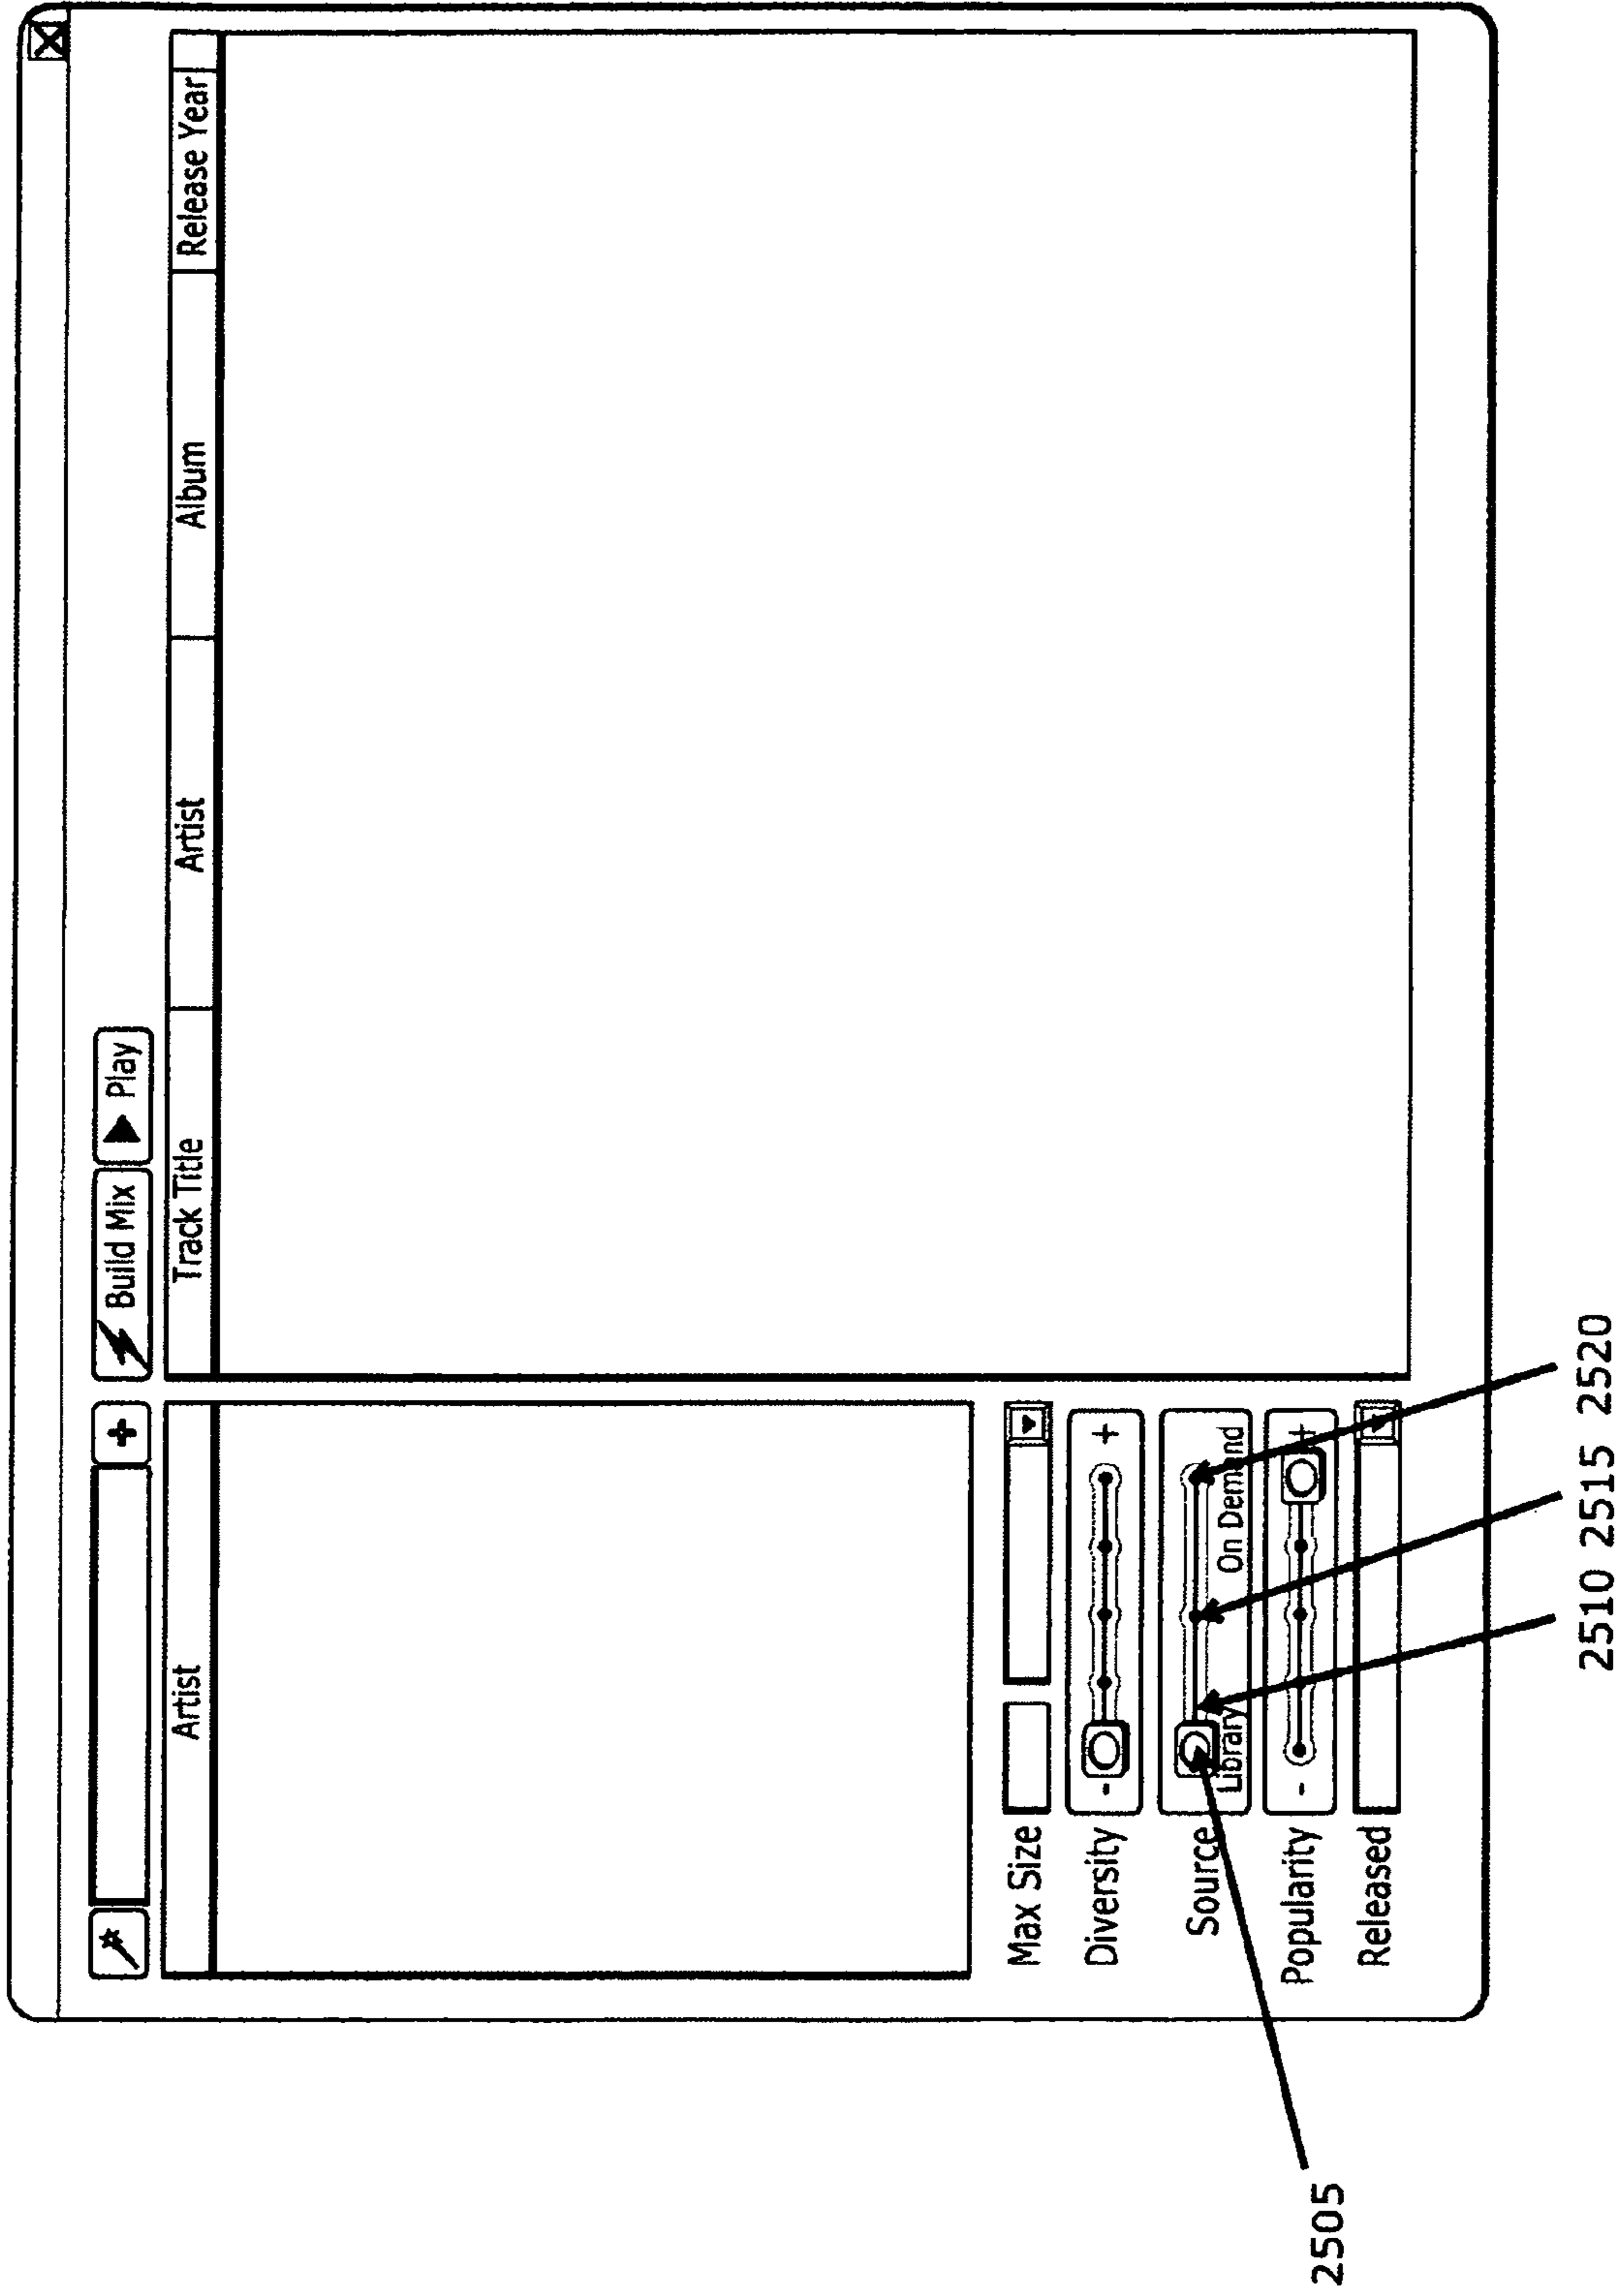 + Build Mix Play
Artist Track Title Artist Album Release Year
Max Size
Diversity - +
Source Library On Demand
Popularity - +
Released
2505
2510 2515 2520